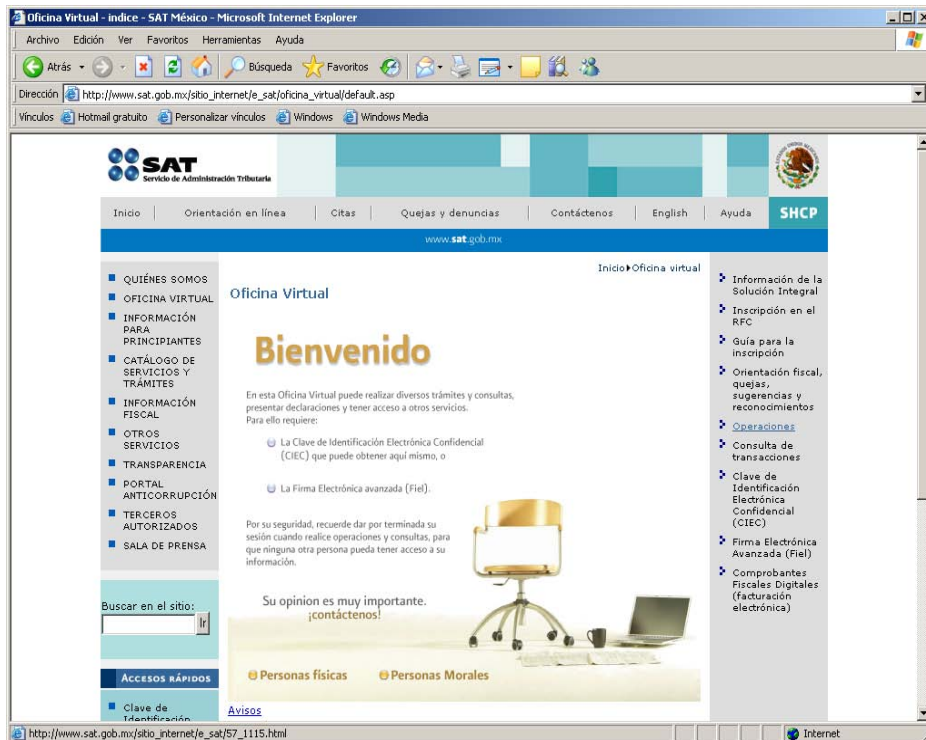 Oficina Virtual - indice - SAT México - Microsoft Internet Explorer
Archivo Edición Ver Favoritos Herramientas Ayuda
Atrás Búsqueda Favoritos
Dirección http://www.sat.gob.mx/sitio_internet/e_sat/oficina_virtual/default.asp
Vínculos Hotmail gratuito Personalizar vínculos Windows Windows Media
SAT
Servicio de Administración Tributaria
Inicio Orientación en línea Citas Quejas y denuncias Contáctenos English Ayuda SHCP
www.sat.gob.mx
QUIÉNES SOMOS
OFICINA VIRTUAL
INFORMACIÓN
PARA
PRINCIPIANTES
CATÁLOGO DE
SERVICIOS Y
TRÁMITES
INFORMACIÓN
FISCAL
OTROS
SERVICIOS
TRANSPARENCIA
PORTAL
ANTICORRUPCIÓN
TERCEROS
AUTORIZADOS
SALA DE PRENSA
Buscar en el sitio:
Ir
ACCESOS RÁPIDOS
Clave de
Identificación
Inicio Oficina virtual
Oficina Virtual
Bienvenido
En esta Oficina Virtual puede realizar diversos trámites y consultas,
presentar declaraciones y tener acceso a otros servicios.
Para ello requiere:
La Clave de Identificación Electrónica Confidencial
(CIEC) que puede obtener aquí mismo, o
La Firma Electrónica avanzada (Fiel).
Por su seguridad, recuerde dar por terminada su
sesión cuando realice operaciones y consultas, para
que ninguna otra persona pueda tener acceso a su
información.
Su opinion es muy importante.
¡contáctenos!
Personas físicas Personas Morales
Avisos
Información de la
Solución Integral
Inscripción en el
RFC
Guía para la
inscripción
Orientación fiscal,
quejas,
sugerencias y
reconocimientos
Operaciones
Consulta de
transacciones
Clave de
Identificación
Electrónica
Confidencial
(CIEC)
Firma Electrónica
Avanzada (Fiel)
Comprobantes
Fiscales Digitales
(facturación
electrónica)
http://www.sat.gob.mx/sitio_internet/e_sat/57_1115.html Internet